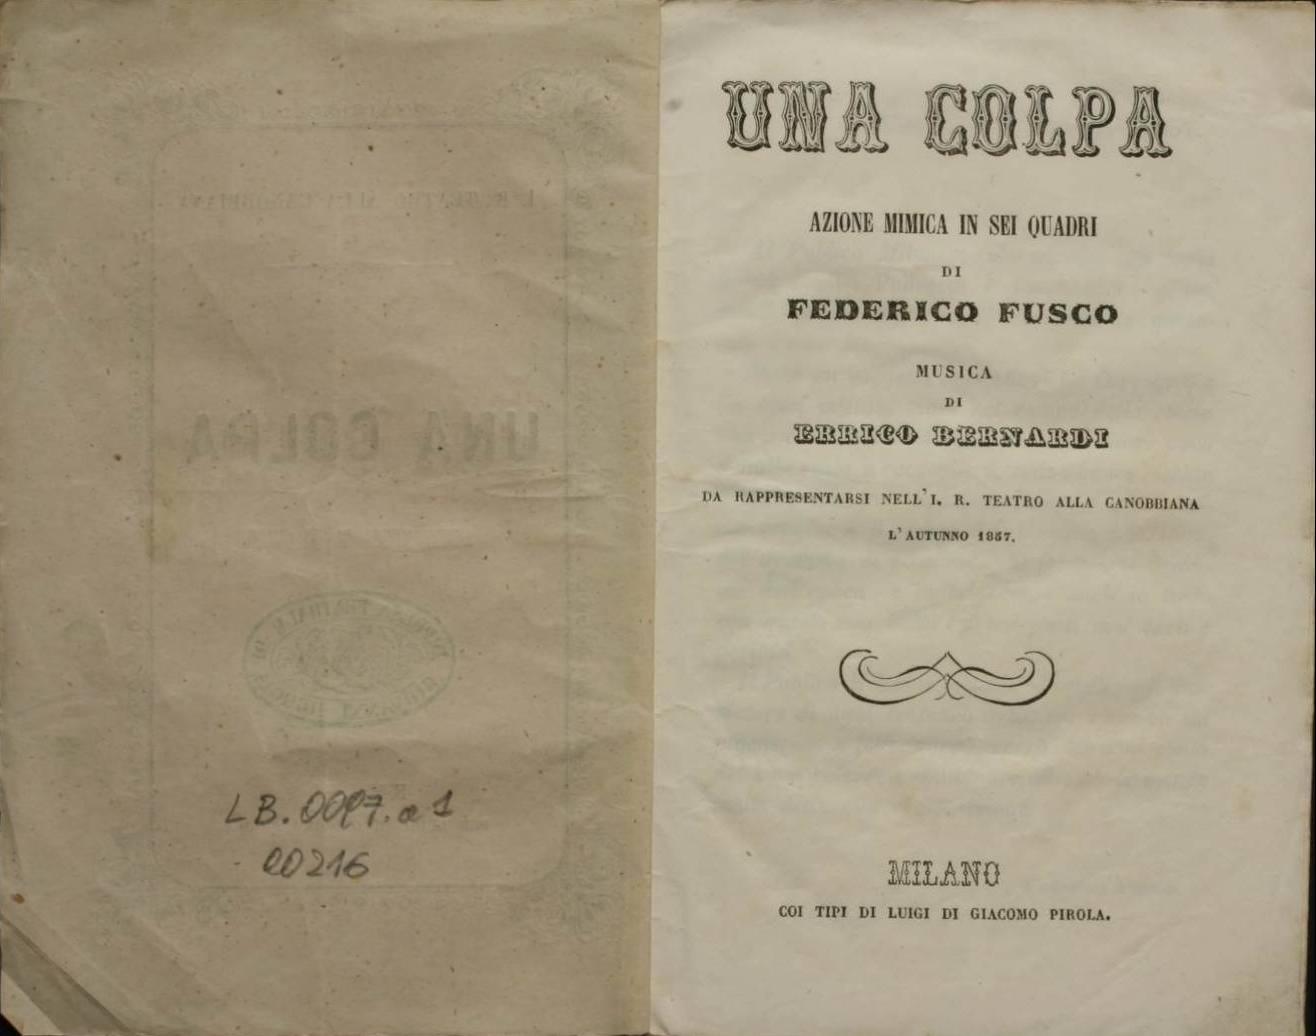 LB.0097.a 1
00216
UNA COLPA
AZIONE MIMICA IN SEI QUADRI
DI
FEDERICO FUSCO
MUSICA
DI
ERRICO BERNARDI
DA RAPPRESENTARSI NELL' I. R. TEATRO ALLA CANOBBIANA
L' AUTUNNO 1857.
MILANO
COI TIPI DI LUIGI DI GIACOMO PIROLA.